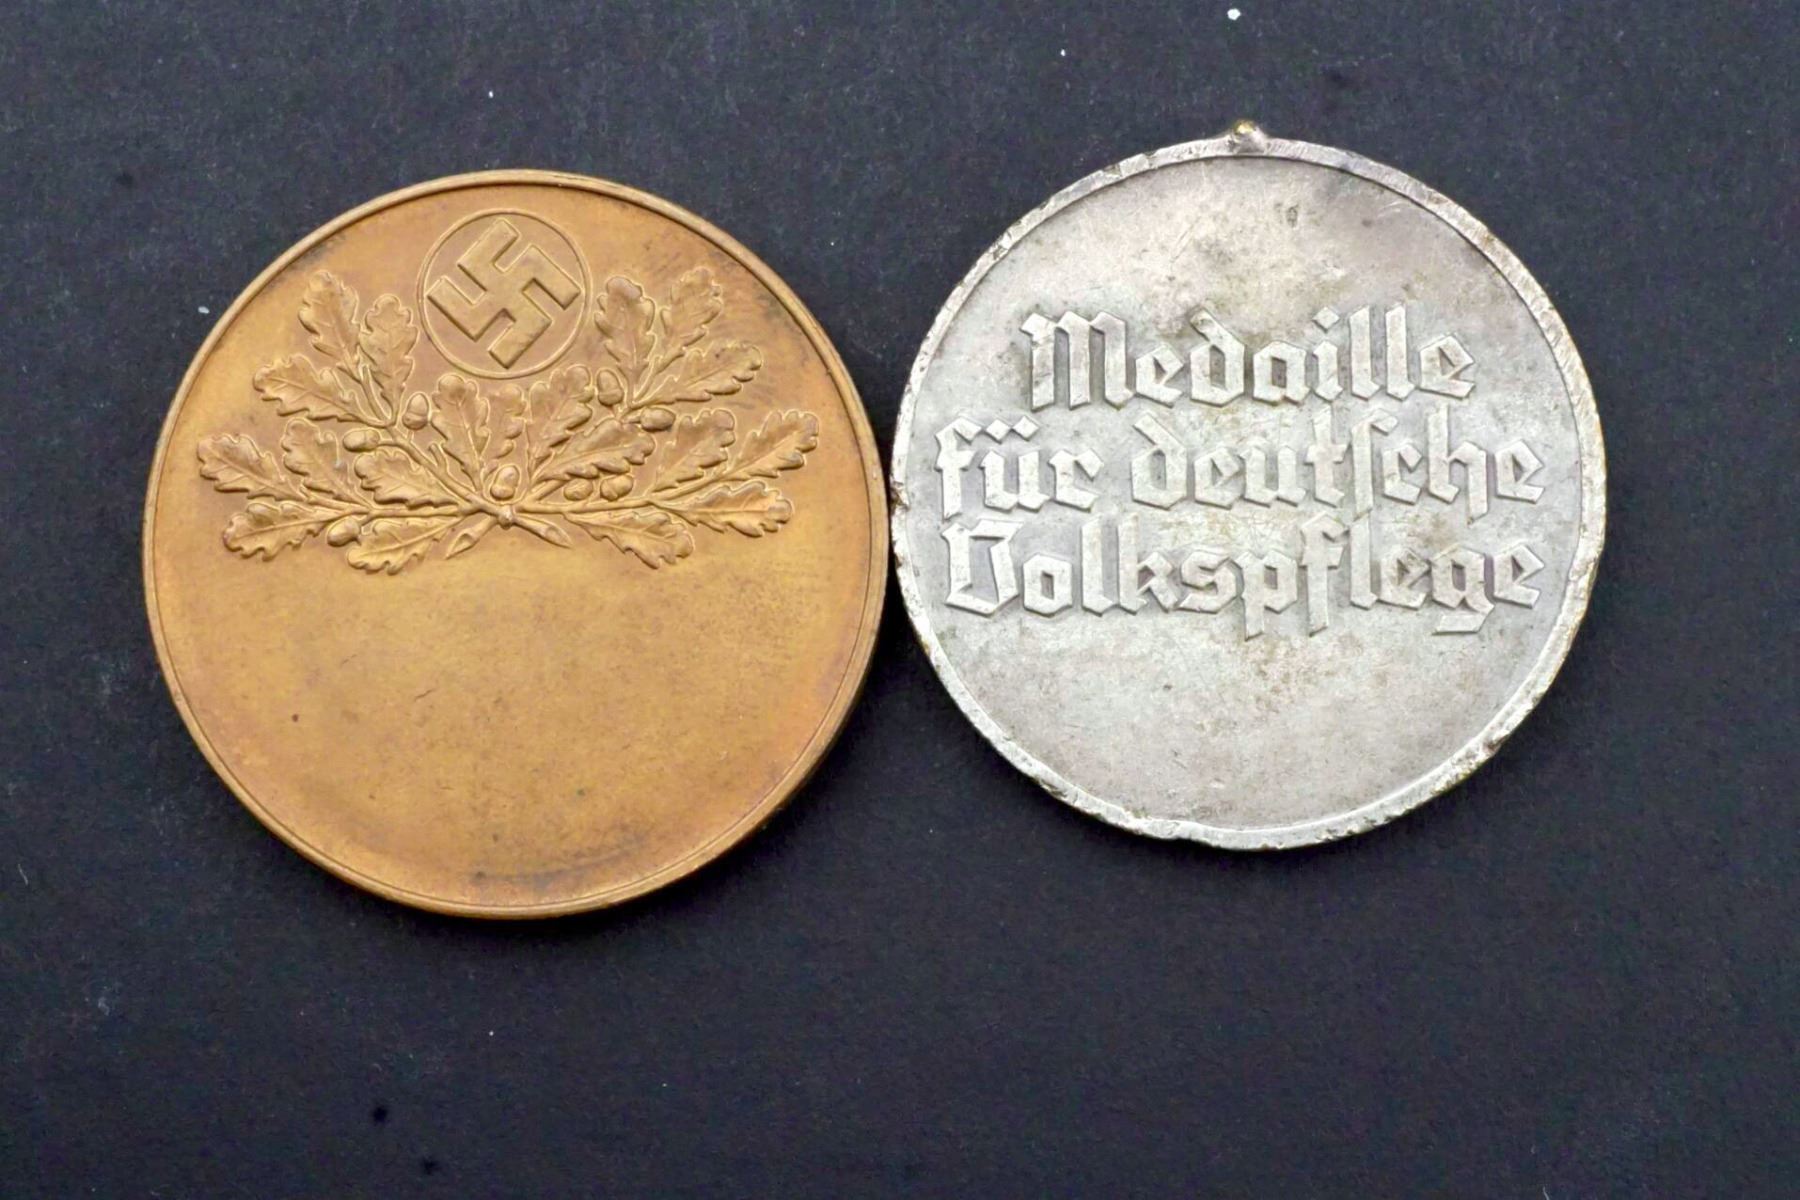 Medaille
für deutsche
Volkspflege